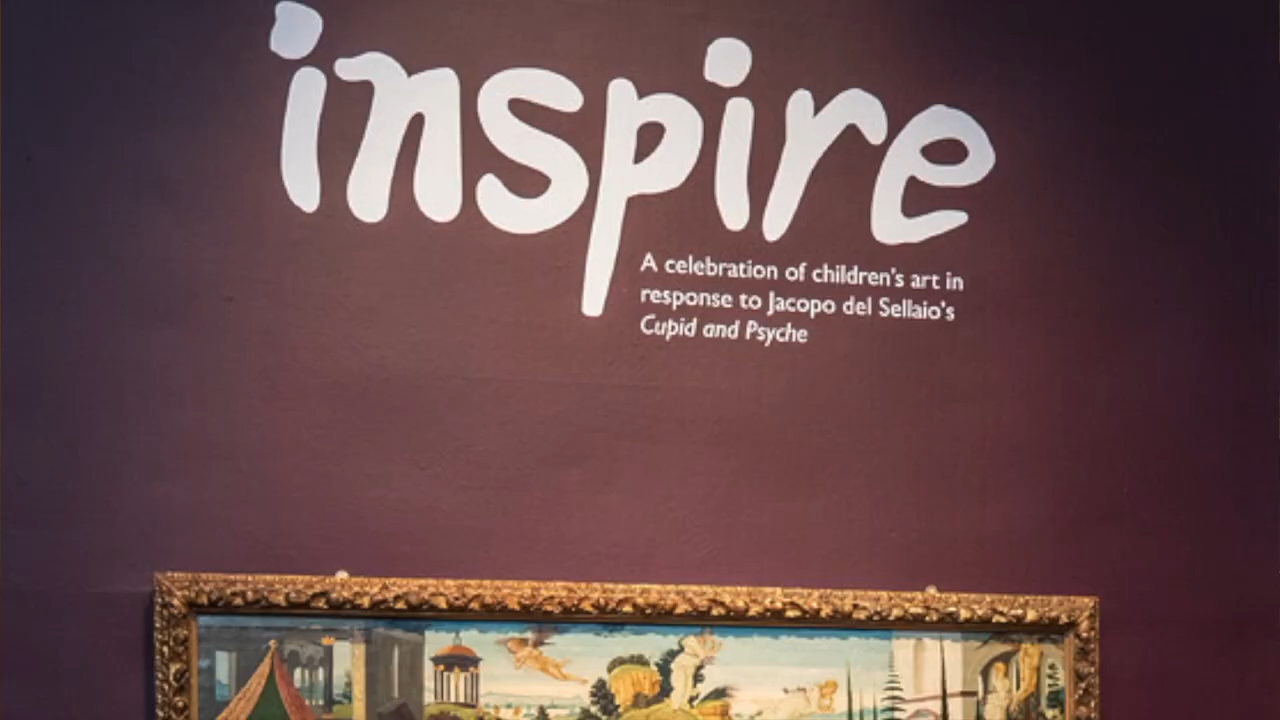 inspire
A celebration of children's art in
response to Jacopo del Sellaio's
Cupid and Psyche